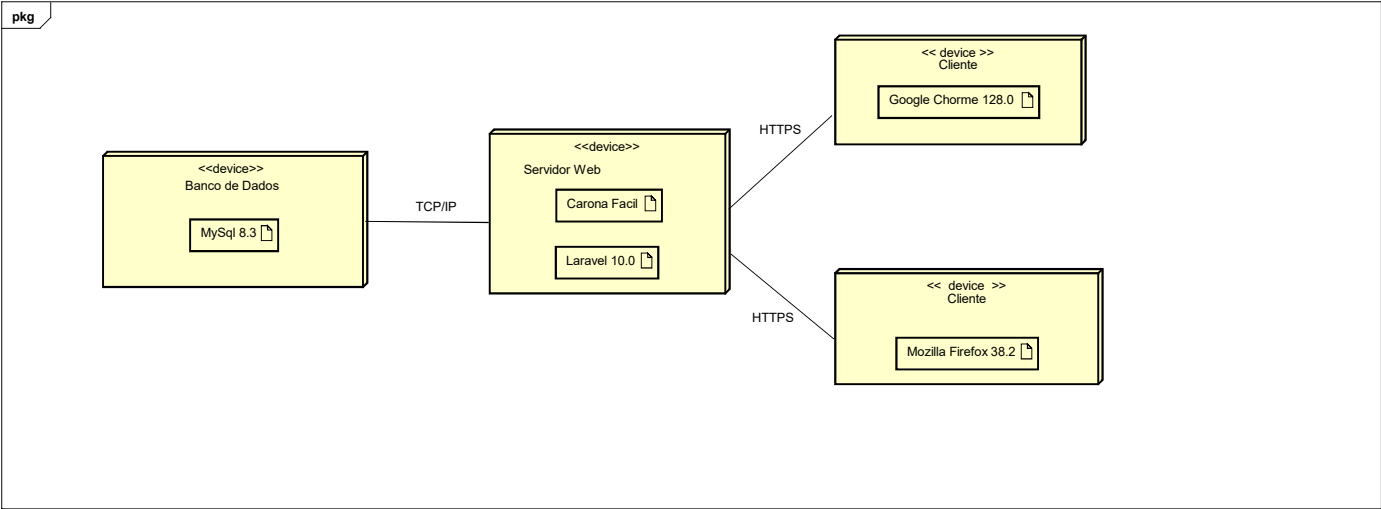 pkg
<<device>>
Banco de Dados
MySql 8.3
TCP/IP
<<device>>
Servidor Web
Carona Facil
Laravel 10.0
HTTPS
HTTPS
<< device >>
Cliente
Google Chorme 128.0
<< device >>
Cliente
Mozilla Firefox 38.2